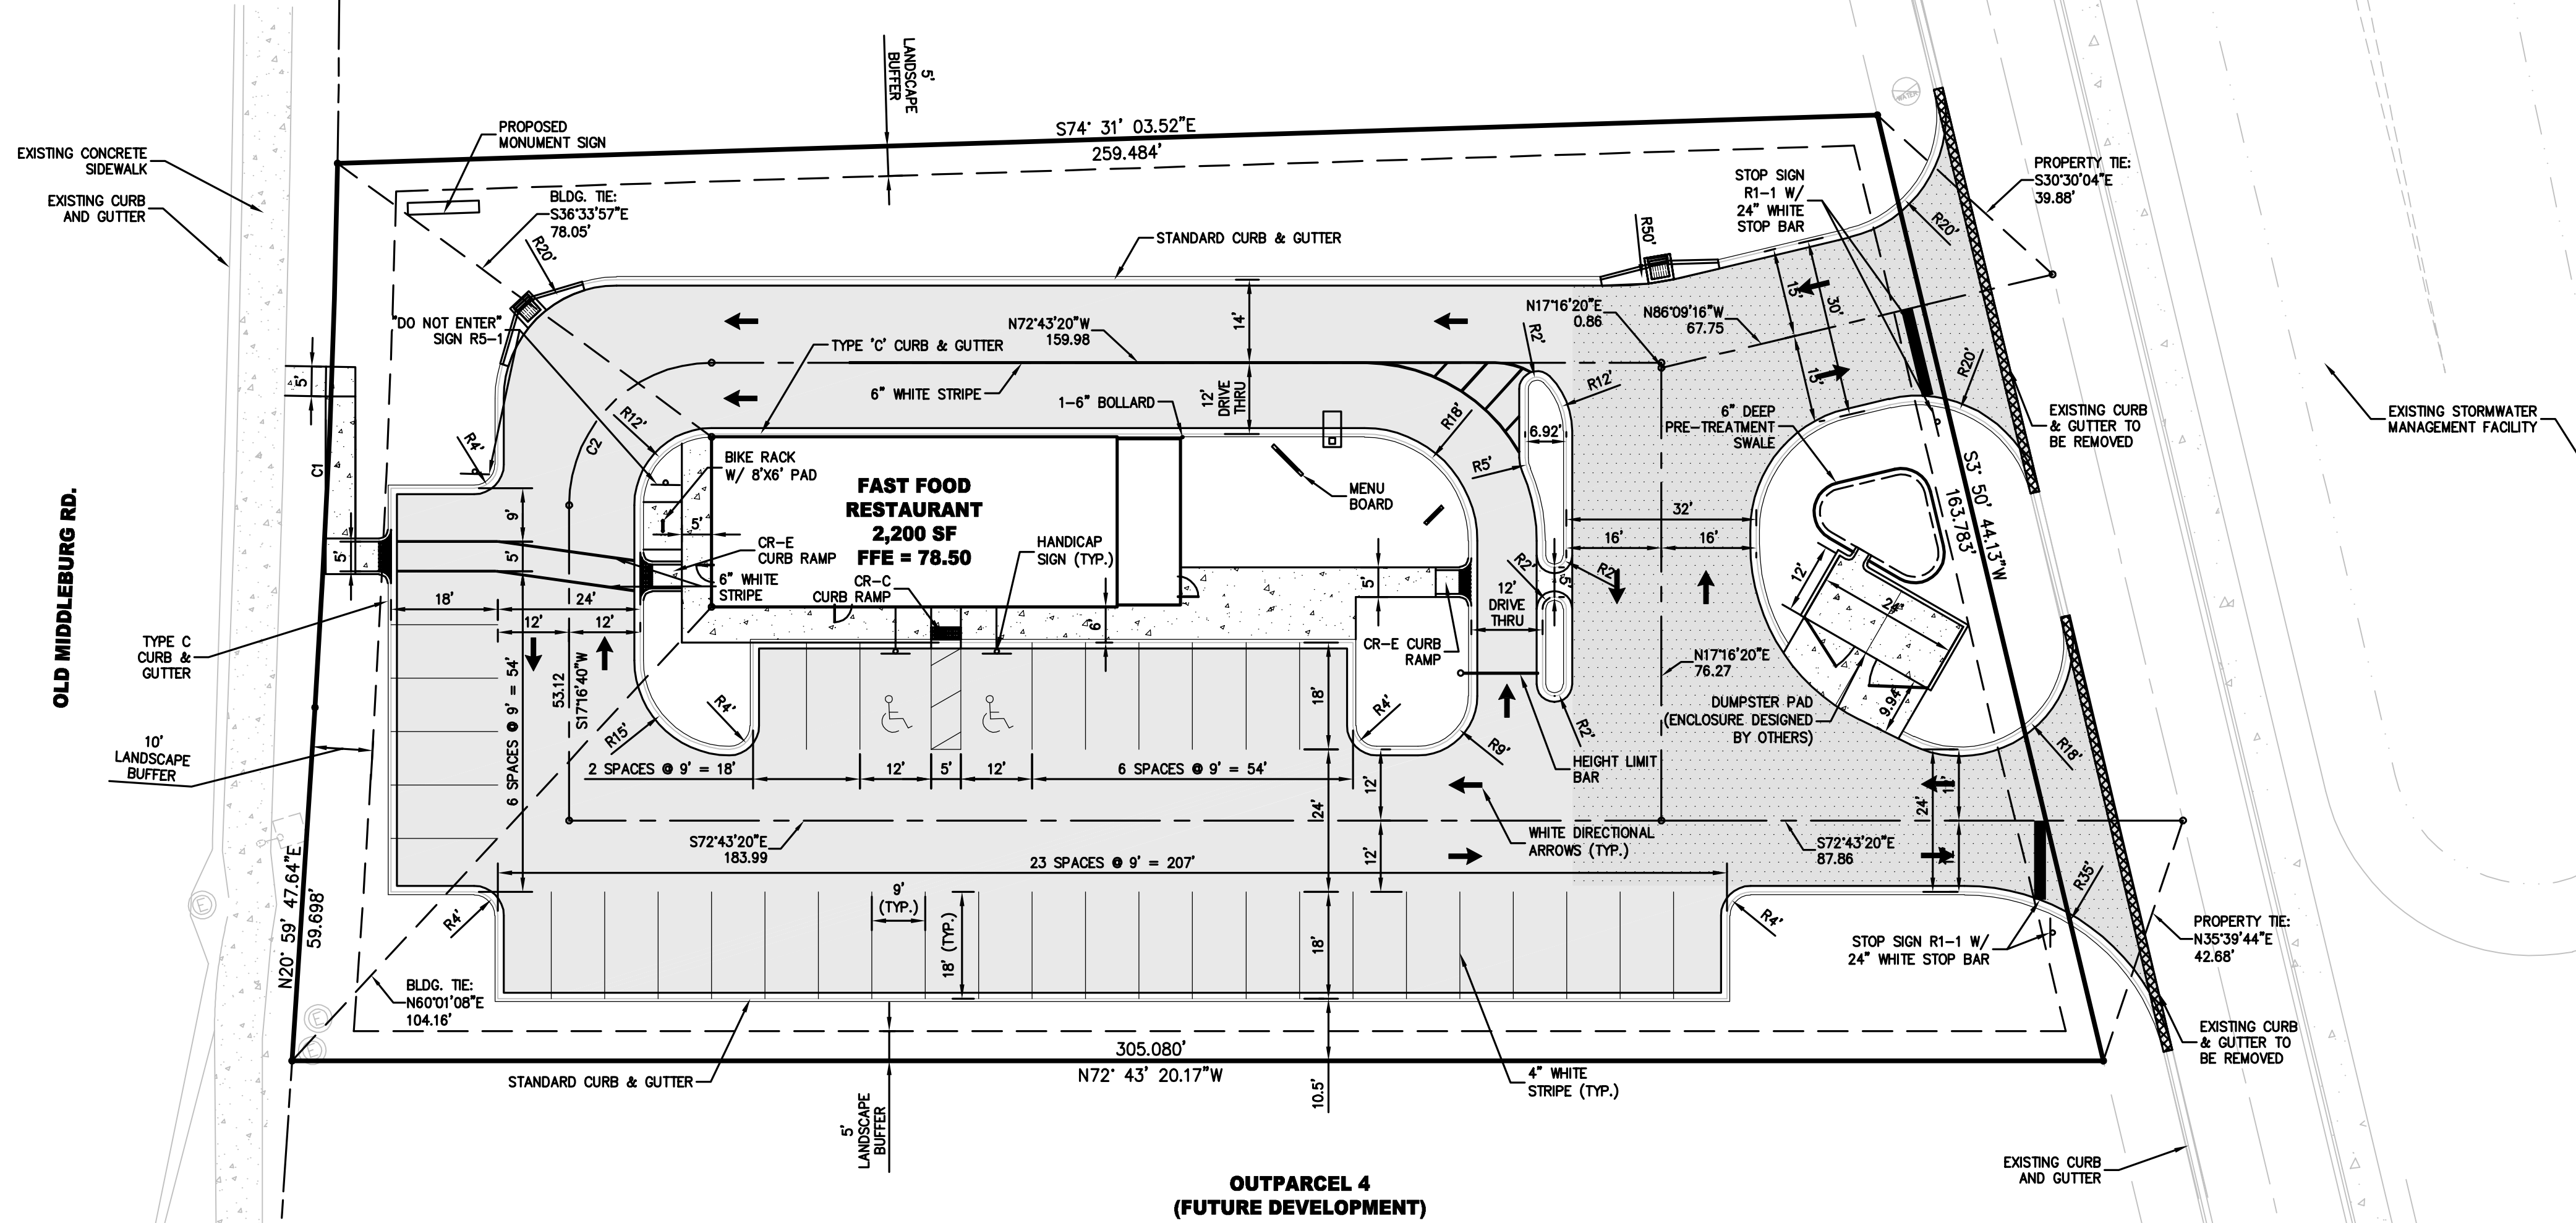 5'
LANDSCAPE
BUFFER
S74° 31' 03.52"E
259.484'
PROPOSED
MONUMENT SIGN
EXISTING CONCRETE
SIDEWALK
EXISTING CURB
AND GUTTER
BLDG. TIE:
S36°33'57"E
78.05'
R20'
STANDARD CURB & GUTTER
R50'
STOP SIGN
R1-1 W/
24" WHITE
STOP BAR
WATER
PROPERTY TIE:
S30°30'04"E
39.88'
R20'
"DO NOT ENTER"
SIGN R5-1
N72°43'20"W
159.98
14'
N17°16'20"E
0.86
N86°09'16"W
67.75
15'
30'
15'
R20'
TYPE 'C' CURB & GUTTER
6" WHITE STRIPE
12'
DRIVE
THRU
1-6" BOLLARD
R2'
R12'
R18'
6.92'
R5'
6" DEEP
PRE-TREATMENT
SWALE
EXISTING CURB
& GUTTER TO
BE REMOVED
EXISTING STORMWATER
MANAGEMENT FACILITY
5'
C1
R4'
C2
R12'
BIKE RACK
W/ 8'X6' PAD
FAST FOOD
RESTAURANT
2,200 SF
FFE = 78.50
MENU
BOARD
S3° 50' 44.13"W
163.783'
OLD MIDDLEBURG RD.
9'
5'
5'
5'
CR-E
CURB RAMP
6" WHITE
STRIPE
CR-C
CURB RAMP
HANDICAP
SIGN (TYP.)
5'
R2'
R2'
5'
12'
DRIVE
THRU
32'
16'
16'
12'
24'
9.94'
18'
24'
12'
12'
6'
CR-E CURB
RAMP
TYPE C
CURB &
GUTTER
6 SPACES @ 9' = 54'
53.12
S17°16'40"W
R15'
R4'
18'
R4'
R9'
R2'
N17°16'20"E
76.27
DUMPSTER PAD
(ENCLOSURE DESIGNED
BY OTHERS)
R18'
10'
LANDSCAPE
BUFFER
2 SPACES @ 9' = 18'
12'
5'
12'
6 SPACES @ 9' = 54'
HEIGHT LIMIT
BAR
24'
12'
12'
24'
12'
12'
S72°43'20"E
183.99
WHITE DIRECTIONAL
ARROWS (TYP.)
S72°43'20"E
87.86
23 SPACES @ 9' = 207'
9'
(TYP.)
18' (TYP.)
18'
R4'
R4'
R35'
N20° 59' 47.64"E
59.698'
E
E
E
STOP SIGN R1-1 W/
24" WHITE STOP BAR
PROPERTY TIE:
N35°39'44"E
42.68'
BLDG. TIE:
N60°01'08"E
104.16'
305.080'
N72° 43' 20.17"W
STANDARD CURB & GUTTER
5'
LANDSCAPE
BUFFER
10.5'
4" WHITE
STRIPE (TYP.)
EXISTING CURB
& GUTTER TO
BE REMOVED
EXISTING CURB
AND GUTTER
OUTPARCEL 4
(FUTURE DEVELOPMENT)